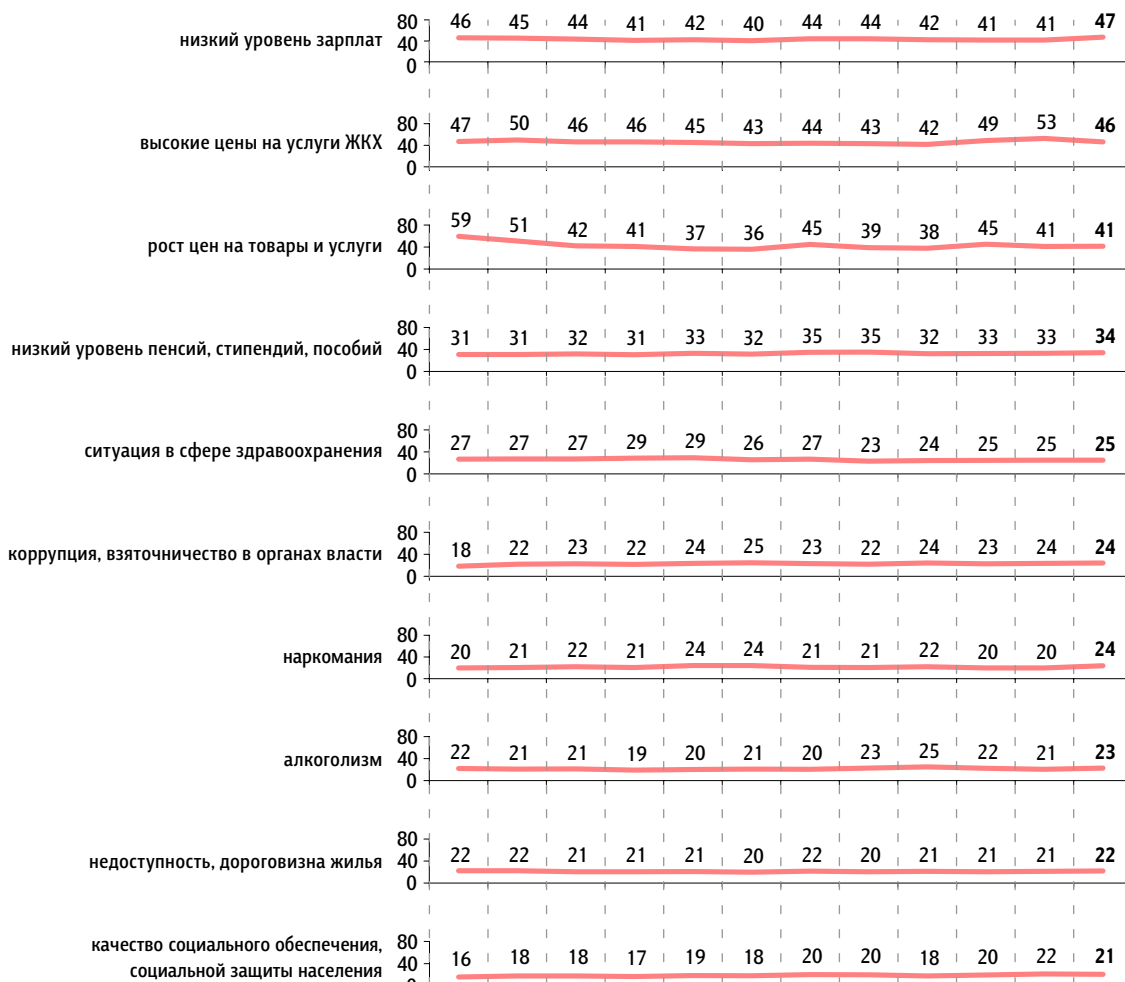 80 46 45 44 41 42 40 44 44 42 41 41 47
низкий уровень зарплат 40
0
80 47 50 46 46 45 43 44 43 42 49 53 46
высокие цены на услуги ЖКХ 40
0
80 59 51 42 41 37 36 45 39 38 45 41 41
рост цен на товары и услуги 40
0
80 31 31 32 31 33 32 35 35 32 33 33 34
низкий уровень пенсий, стипендий, пособий 40
0
80 27 27 27 29 29 26 27 23 24 25 25 25
ситуация в сфере здравоохранения 40
0
80 18 22 23 22 24 25 23 22 24 23 24 24
коррупция, взяточничество в органах власти 40
0
80 20 21 22 21 24 24 21 21 22 20 20 24
наркомания 40
0
80 22 21 21 19 20 21 20 23 25 22 21 23
алкоголизм 40
0
80 22 22 21 21 21 20 22 20 21 21 21 22
недоступность, дороговизна жилья 40
0
качество социального обеспечения, 80 16 18 18 17 19 18 20 20 18 20 22 21
социальной защиты населения 40
0